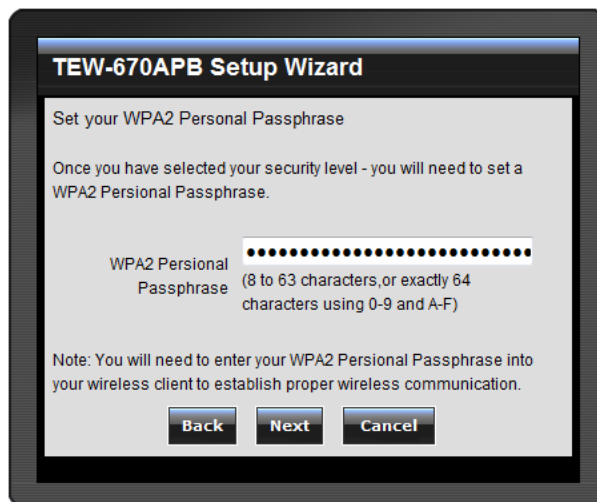 TEW-670APB Setup Wizard
Set your WPA2 Personal Passphrase
Once you have selected your security level - you will need to set a
WPA2 Persional Passphrase.
WPA2 Persional
Passphrase
●●●●●●●●●●●●●●●●●●●●●●●●●●●
(8 to 63 characters,or exactly 64
characters using 0-9 and A-F)
Note: You will need to enter your WPA2 Persional Passphrase into
your wireless client to establish proper wireless communication.
Back Next Cancel